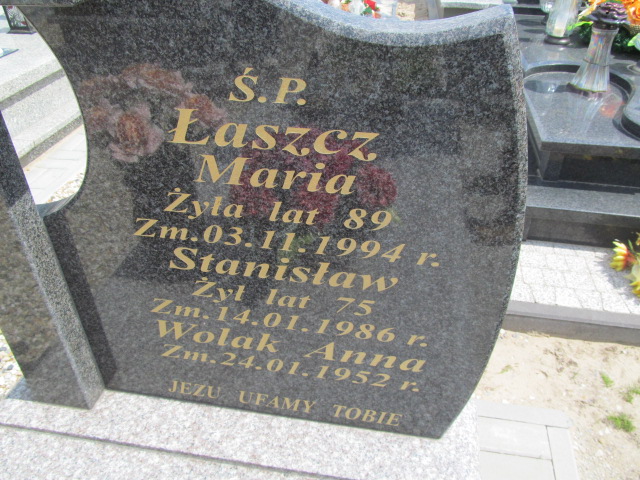 Ś.P.
Łaszcz
Maria
Żyła lat 89
Zm.03.11.1994 r.
Stanisław
Żył lat 75
Zm.14.01.1986 r.
Wolak Anna
Zm.24.01.1952 r.
JEZU UFAMY TOBIE